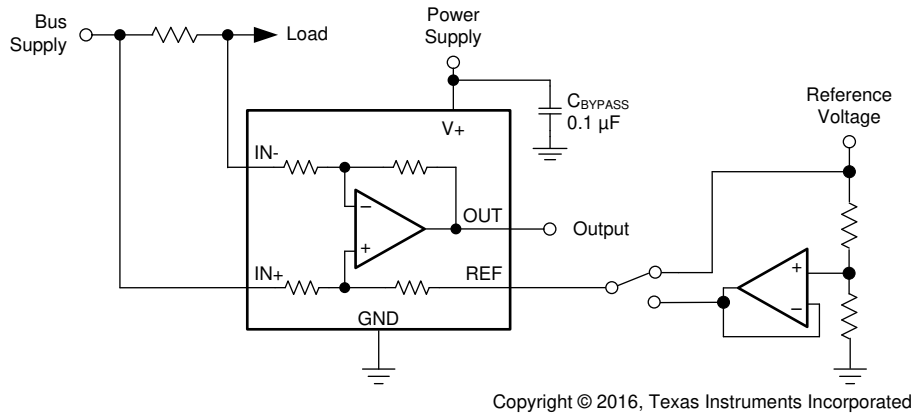 Bus
Supply
Load
Power
Supply
CBYPASS
0.1 µF
Reference
Voltage
V+
IN-
–
+
OUT
Output
IN+
REF
GND
+
–
Copyright © 2016, Texas Instruments Incorporated